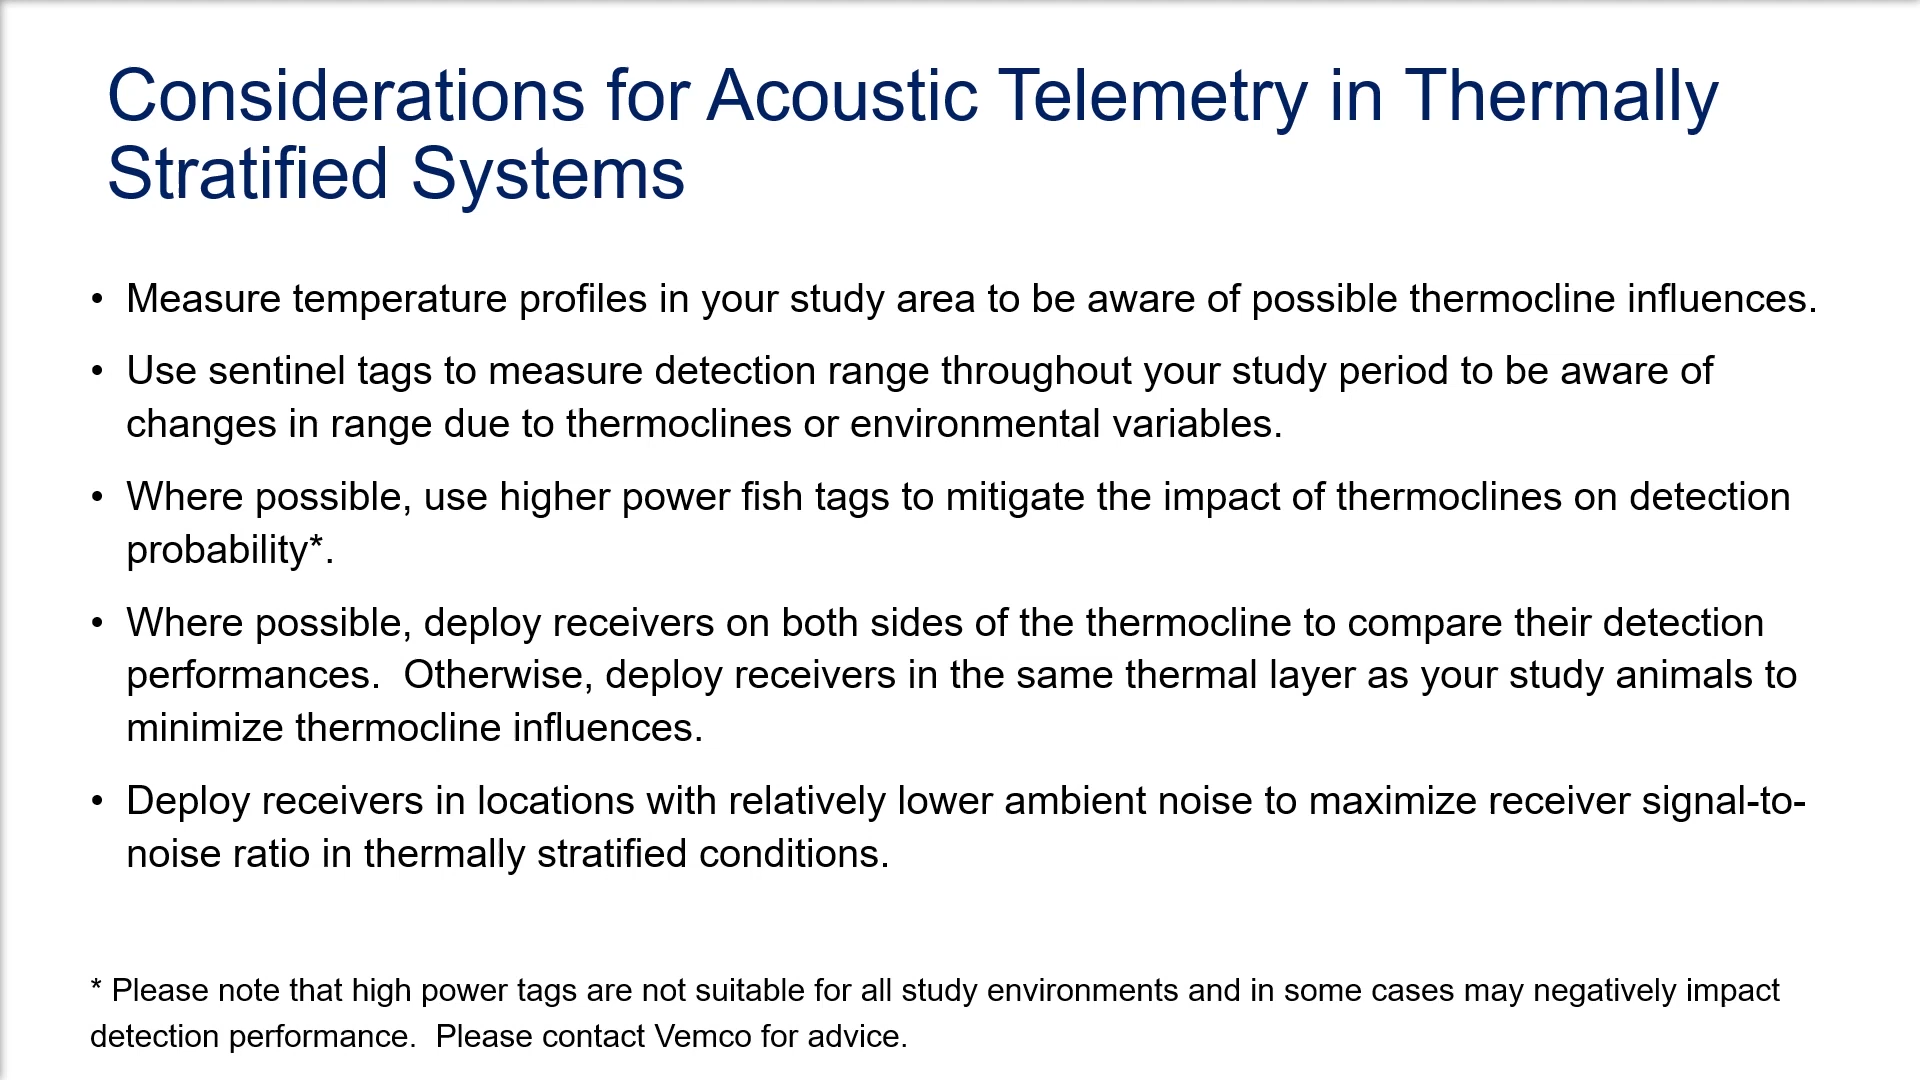 Considerations for Acoustic Telemetry in Thermally
Stratified Systems
• Measure temperature profiles in your study area to be aware of possible thermocline influences.
• Use sentinel tags to measure detection range throughout your study period to be aware of
changes in range due to thermoclines or environmental variables.
• Where possible, use higher power fish tags to mitigate the impact of thermoclines on detection
probability*.
• Where possible, deploy receivers on both sides of the thermocline to compare their detection
performances.  Otherwise, deploy receivers in the same thermal layer as your study animals to
minimize thermocline influences.
• Deploy receivers in locations with relatively lower ambient noise to maximize receiver signal-to-
noise ratio in thermally stratified conditions.
* Please note that high power tags are not suitable for all study environments and in some cases may negatively impact
detection performance.  Please contact Vemco for advice.